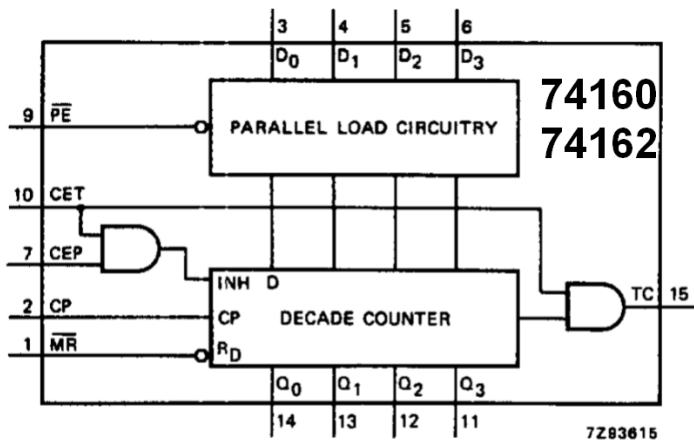 3 4 5 6
D0 D1 D2 D3
74160
9 PE PARALLEL LOAD CIRCUITRY 74162
10 CET
7 CEP
INH D
TC 15
2 CP CP DECADE COUNTER
1 MR RD
Q0 Q1 Q2 Q3
14 13 12 11
7Z93615